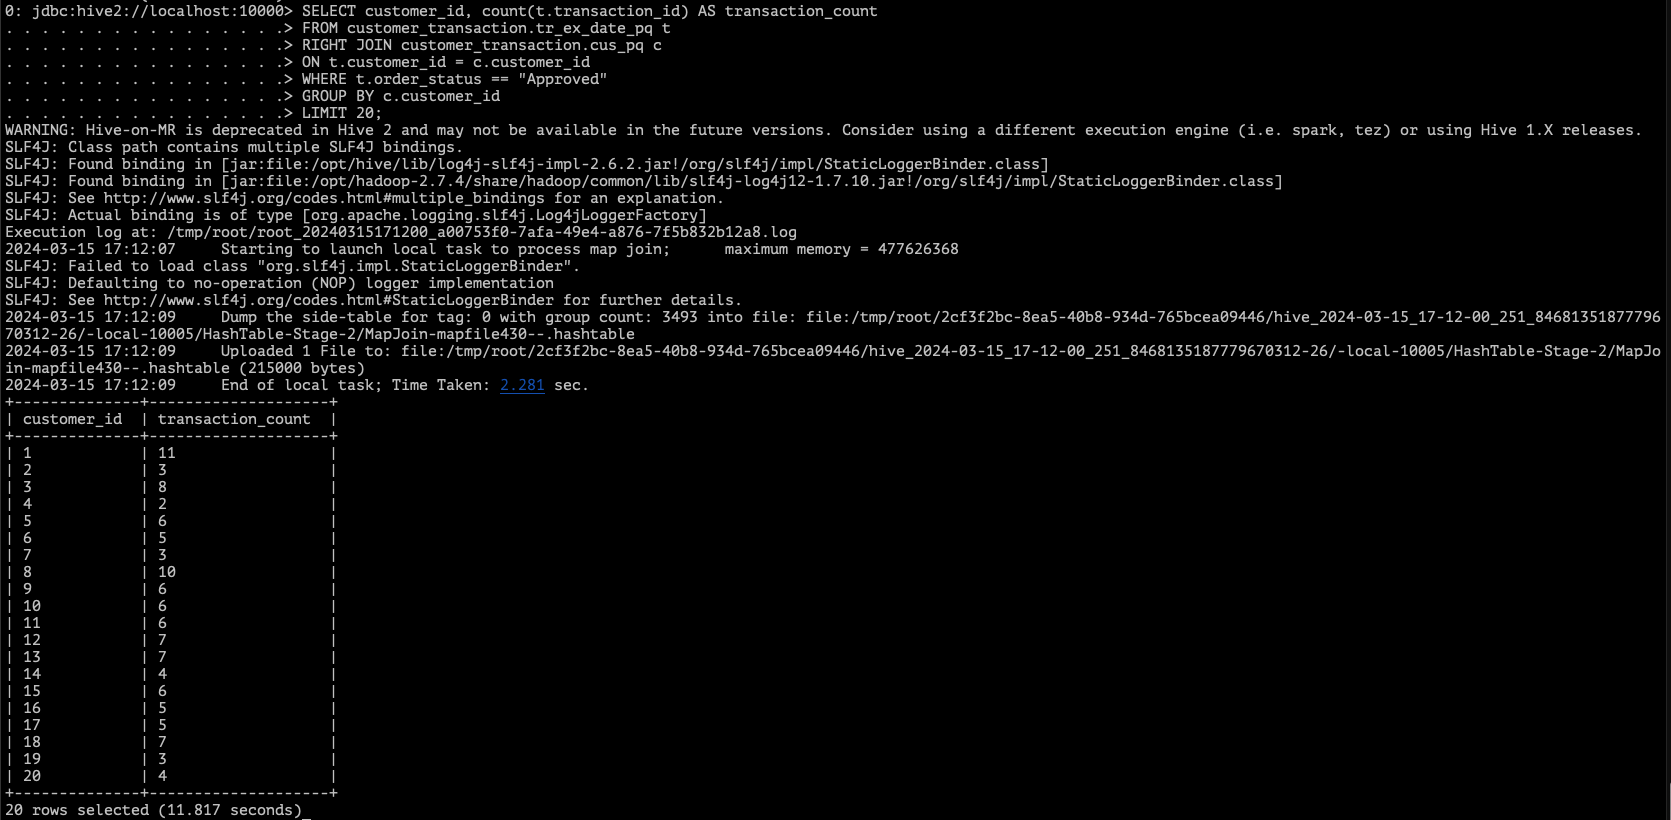 0: jdbc:hive2://localhost:10000> SELECT customer_id, count(t.transaction_id) AS transaction_count
. . . . . . . . . . . . . . . .> FROM customer_transaction.tr_ex_date_pq t
. . . . . . . . . . . . . . . .> RIGHT JOIN customer_transaction.cus_pq c
. . . . . . . . . . . . . . . .> ON t.customer_id = c.customer_id
. . . . . . . . . . . . . . . .> WHERE t.order_status == "Approved"
. . . . . . . . . . . . . . . .> GROUP BY c.customer_id
. . . . . . . . . . . . . . . .> LIMIT 20;
WARNING: Hive-on-MR is deprecated in Hive 2 and may not be available in the future versions. Consider using a different execution engine (i.e. spark, tez) or using Hive 1.X releases.
SLF4J: Class path contains multiple SLF4J bindings.
SLF4J: Found binding in [jar:file:/opt/hive/lib/log4j-slf4j-impl-2.6.2.jar!/org/slf4j/impl/StaticLoggerBinder.class]
SLF4J: Found binding in [jar:file:/opt/hadoop-2.7.4/share/hadoop/common/lib/slf4j-log4j12-1.7.10.jar!/org/slf4j/impl/StaticLoggerBinder.class]
SLF4J: See http://www.slf4j.org/codes.html#multiple_bindings for an explanation.
SLF4J: Actual binding is of type [org.apache.logging.slf4j.Log4jLoggerFactory]
Execution log at: /tmp/root/root_20240315171200_a00753f0-7afa-49e4-a876-7f5b832b12a8.log
2024-03-15 17:12:07     Starting to launch local task to process map join;      maximum memory = 477626368
SLF4J: Failed to load class "org.slf4j.impl.StaticLoggerBinder".
SLF4J: Defaulting to no-operation (NOP) logger implementation
SLF4J: See http://www.slf4j.org/codes.html#StaticLoggerBinder for further details.
2024-03-15 17:12:09     Dump the side-table for tag: 0 with group count: 3493 into file: file:/tmp/root/2cf3f2bc-8ea5-40b8-934d-765bcea09446/hive_2024-03-15_17-12-00_251_84681351877796
70312-26/-local-10005/HashTable-Stage-2/MapJoin-mapfile430--.hashtable
2024-03-15 17:12:09     Uploaded 1 File to: file:/tmp/root/2cf3f2bc-8ea5-40b8-934d-765bcea09446/hive_2024-03-15_17-12-00_251_8468135187779670312-26/-local-10005/HashTable-Stage-2/MapJo
in-mapfile430--.hashtable (215000 bytes)
2024-03-15 17:12:09     End of local task; Time Taken: 2.281 sec.
+--------------+--------------------+
| customer_id  | transaction_count  |
+--------------+--------------------+
| 1            | 11                 |
| 2            | 3                  |
| 3            | 8                  |
| 4            | 2                  |
| 5            | 6                  |
| 6            | 5                  |
| 7            | 3                  |
| 8            | 10                 |
| 9            | 6                  |
| 10           | 6                  |
| 11           | 6                  |
| 12           | 7                  |
| 13           | 7                  |
| 14           | 4                  |
| 15           | 6                  |
| 16           | 5                  |
| 17           | 5                  |
| 18           | 7                  |
| 19           | 3                  |
| 20           | 4                  |
+--------------+--------------------+
20 rows selected (11.817 seconds)